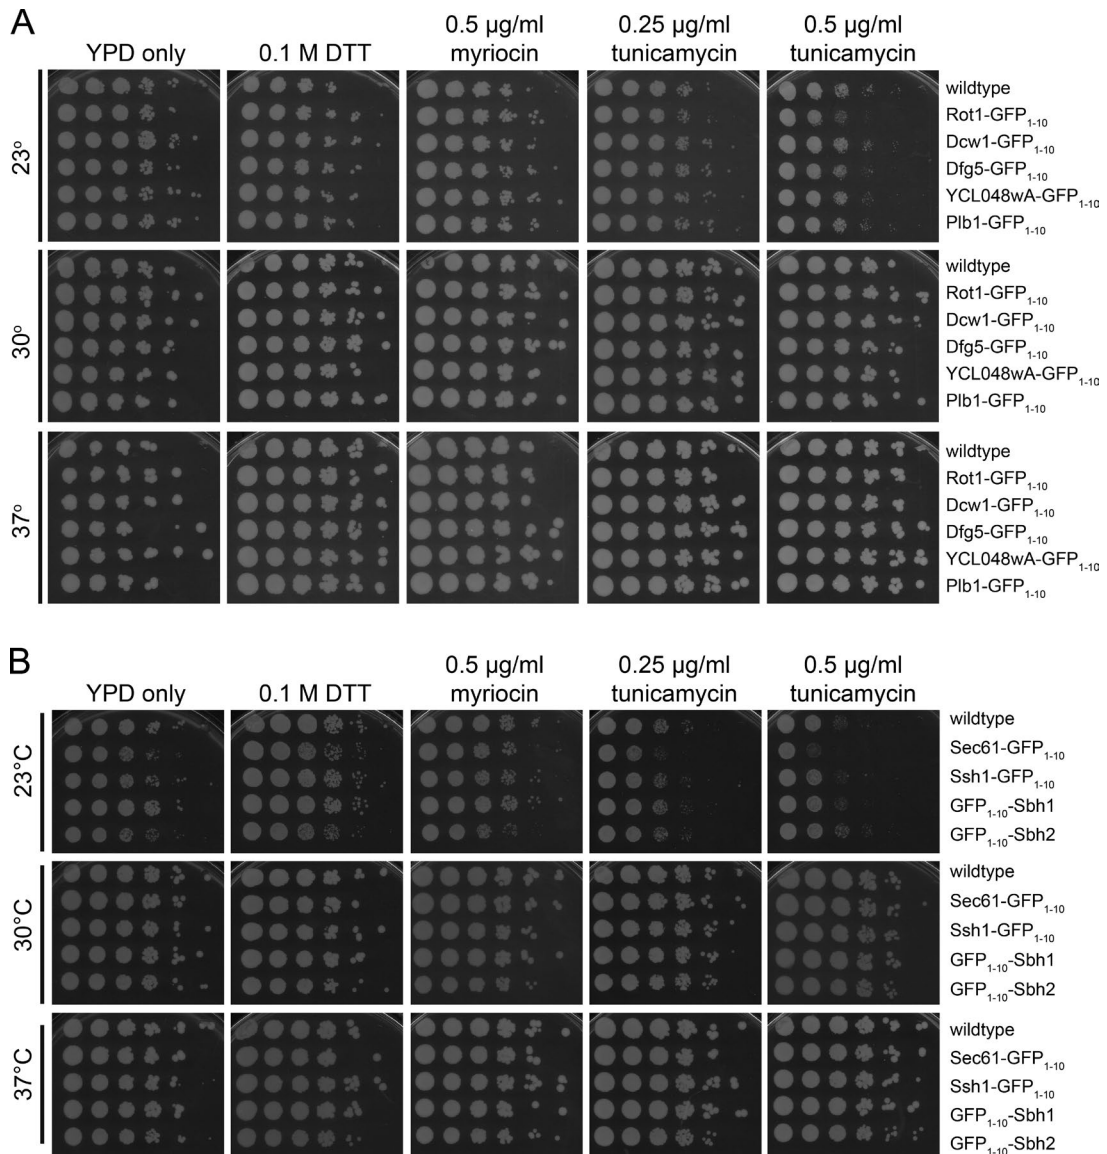 A
YPD only
0.1 M DTT
0.5 µg/ml
myriocin
0.25 µg/ml
tunicamycin
0.5 µg/ml
tunicamycin
23º
wildtype
Rot1-GFP1-10
Dcw1-GFP1-10
Dfg5-GFP1-10
YCL048wA-GFP1-10
Plb1-GFP1-10
30º
wildtype
Rot1-GFP1-10
Dcw1-GFP1-10
Dfg5-GFP1-10
YCL048wA-GFP1-10
Plb1-GFP1-10
37º
wildtype
Rot1-GFP1-10
Dcw1-GFP1-10
Dfg5-GFP1-10
YCL048wA-GFP1-10
Plb1-GFP1-10
B
YPD only
0.1 M DTT
0.5 µg/ml
myriocin
0.25 µg/ml
tunicamycin
0.5 µg/ml
tunicamycin
23°C
wildtype
Sec61-GFP1-10
Ssh1-GFP1-10
GFP1-10-Sbh1
GFP1-10-Sbh2
30°C
wildtype
Sec61-GFP1-10
Ssh1-GFP1-10
GFP1-10-Sbh1
GFP1-10-Sbh2
37°C
wildtype
Sec61-GFP1-10
Ssh1-GFP1-10
GFP1-10-Sbh1
GFP1-10-Sbh2